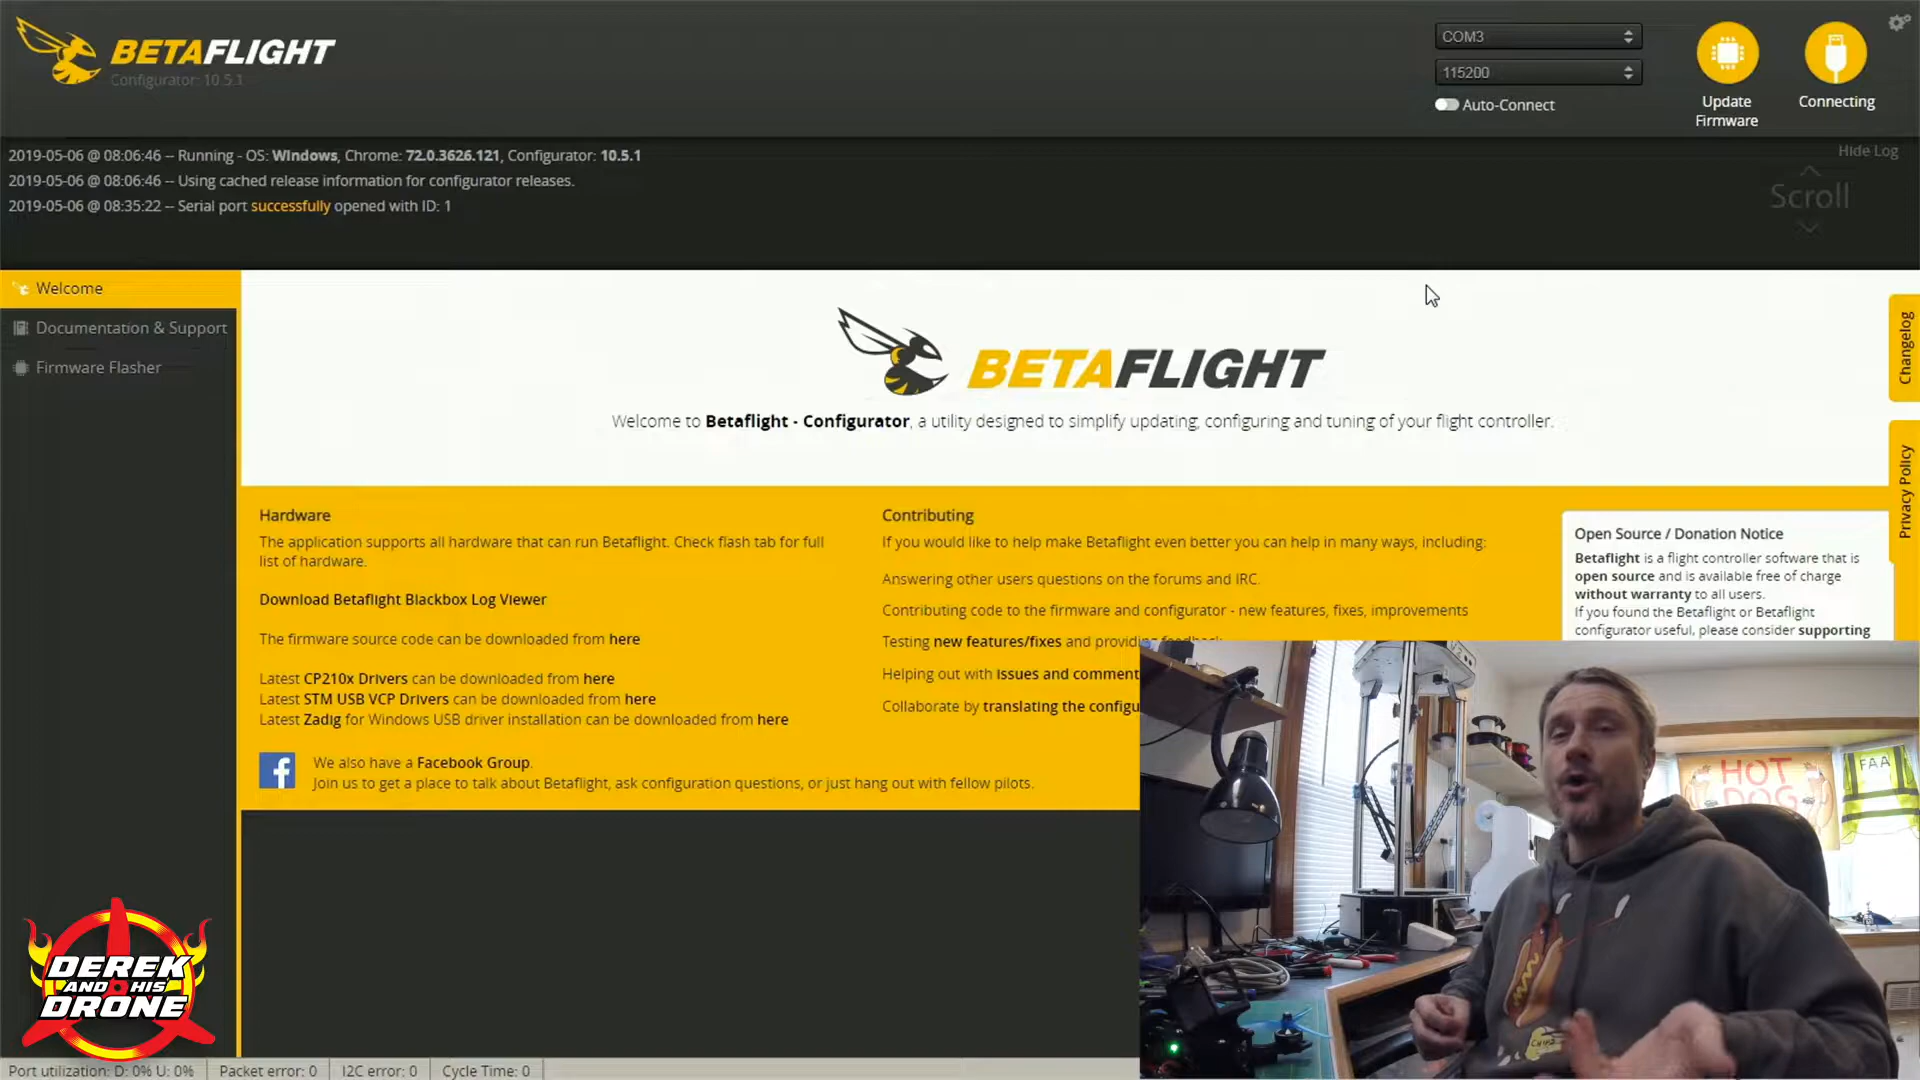 BETAFLIGHT
Configurator: 10.5.1
COM3
115200
Auto-Connect
Update
Firmware
Connecting
2019-05-06 @ 08:06:46 -- Running - OS: Windows, Chrome: 72.0.3626.121, Configurator: 10.5.1
2019-05-06 @ 08:06:46 -- Using cached release information for configurator releases.
2019-05-06 @ 08:35:22 -- Serial port successfully opened with ID: 1
Hide Log
Scroll
Welcome
Documentation & Support
Firmware Flasher
BETAFLIGHT
Welcome to Betaflight - Configurator, a utility designed to simplify updating, configuring and tuning of your flight controller.
Changelog
Privacy Policy
Hardware
The application supports all hardware that can run Betaflight. Check flash tab for full
list of hardware.
Download Betaflight Blackbox Log Viewer
The firmware source code can be downloaded from here
Latest CP210x Drivers can be downloaded from here
Latest STM USB VCP Drivers can be downloaded from here
Latest Zadig for Windows USB driver installation can be downloaded from here
We also have a Facebook Group.
Join us to get a place to talk about Betaflight, ask configuration questions, or just hang out with fellow pilots.
Contributing
If you would like to help make Betaflight even better you can help in many ways, including:
Answering other users questions on the forums and IRC.
Contributing code to the firmware and configurator - new features, fixes, improvements
Testing new features/fixes and providing feedback
Helping out with issues and comment
Collaborate by translating the configu
Open Source / Donation Notice
Betaflight is a flight controller software that is
open source and is available free of charge
without warranty to all users.
If you found the Betaflight or Betaflight
configurator useful, please consider supporting
HOT
DOG
FAA
DEREK
AND HIS
DRONE
Port utilization: D: 0% U: 0%
Packet error: 0
I2C error: 0
Cycle Time: 0